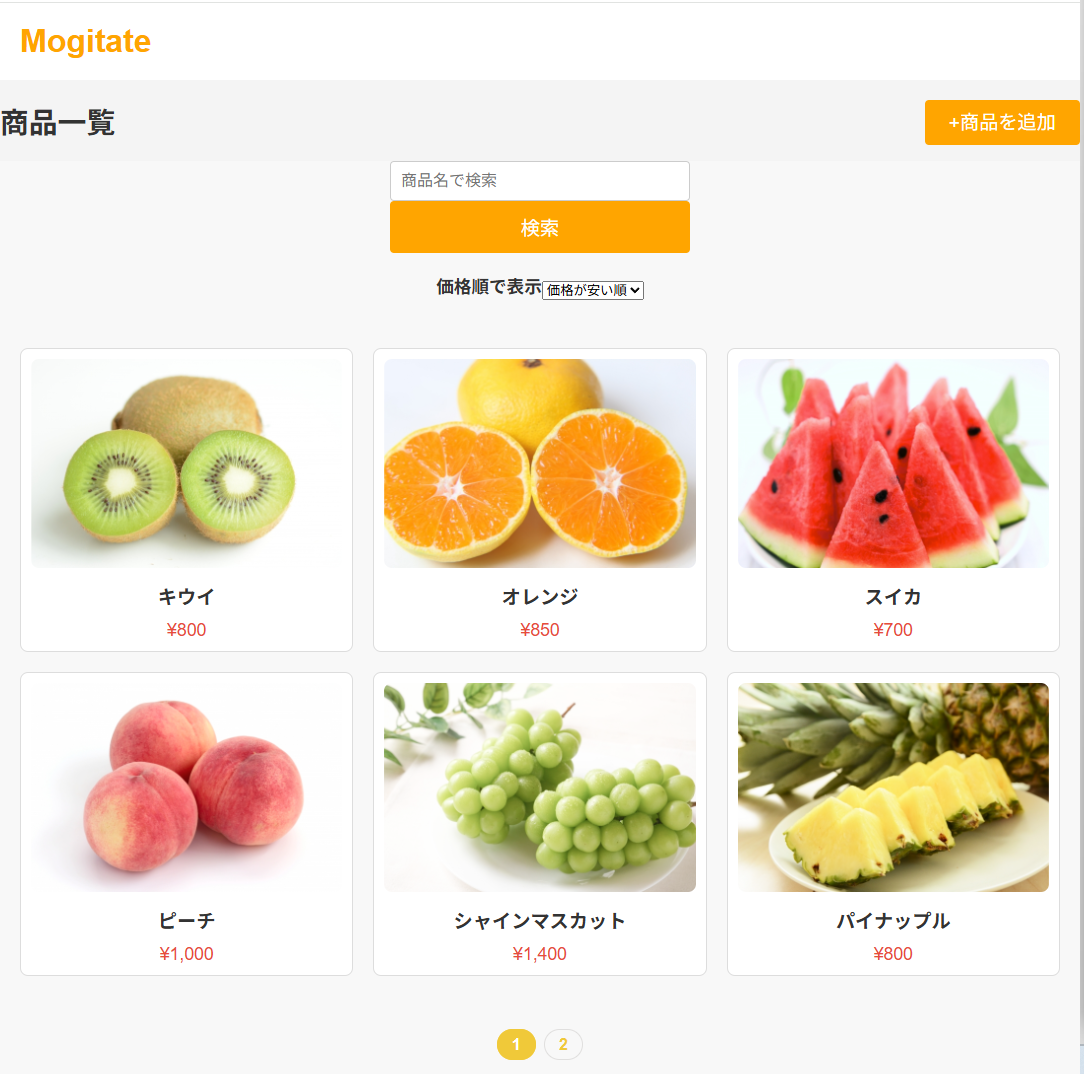 Mogitate
商品一覧
+商品を追加
商品名で検索
検索
価格順で表示 価格が安い順
キウイ
¥800
オレンジ
¥850
スイカ
¥700
ピーチ
¥1,000
シャインマスカット
¥1,400
パイナップル
¥800
1 2